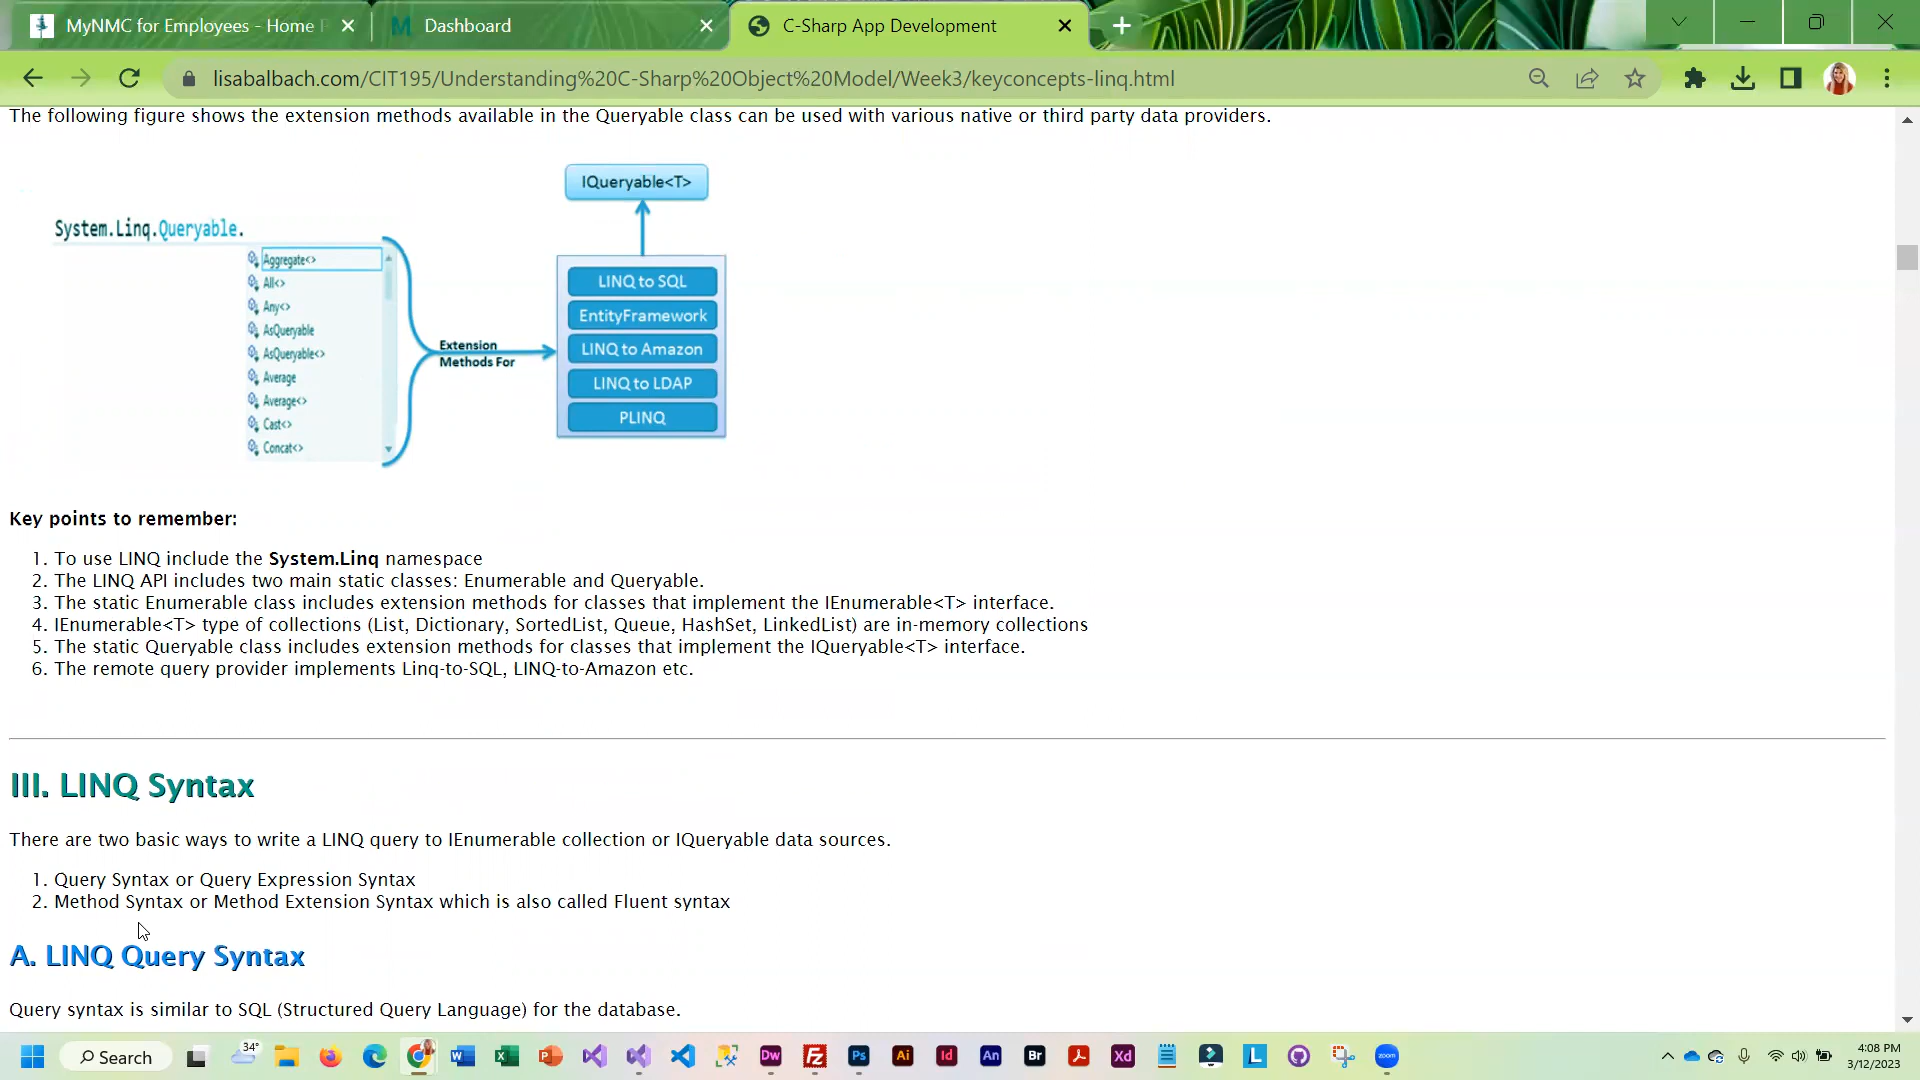 MyNMC for Employees - Home
Dashboard
C-Sharp App Development
lisabalbach.com/CIT195/Understanding%20C-Sharp%20Object%20Model/Week3/keyconcepts-linq.html
The following figure shows the extension methods available in the Queryable class can be used with various native or third party data providers.
IQueryable<T>
System.Linq.Queryable.
Aggregate<>
All<>
Any<>
AsQueryable
AsQueryable<>
Average
Average<>
Cast<>
Concat<>
Extension
Methods For
LINQ to SQL
EntityFramework
LINQ to Amazon
LINQ to LDAP
PLINQ
Key points to remember:
1. To use LINQ include the System.Linq namespace
2. The LINQ API includes two main static classes: Enumerable and Queryable.
3. The static Enumerable class includes extension methods for classes that implement the IEnumerable<T> interface.
4. IEnumerable<T> type of collections (List, Dictionary, SortedList, Queue, HashSet, LinkedList) are in-memory collections
5. The static Queryable class includes extension methods for classes that implement the IQueryable<T> interface.
6. The remote query provider implements Linq-to-SQL, LINQ-to-Amazon etc.
III. LINQ Syntax
There are two basic ways to write a LINQ query to IEnumerable collection or IQueryable data sources.
1. Query Syntax or Query Expression Syntax
2. Method Syntax or Method Extension Syntax which is also called Fluent syntax
A. LINQ Query Syntax
Query syntax is similar to SQL (Structured Query Language) for the database.
Search
34°
Dw
Fz
Ps
Ai
Id
An
Br
Xd
L
zoom
4:08 PM
3/12/2023